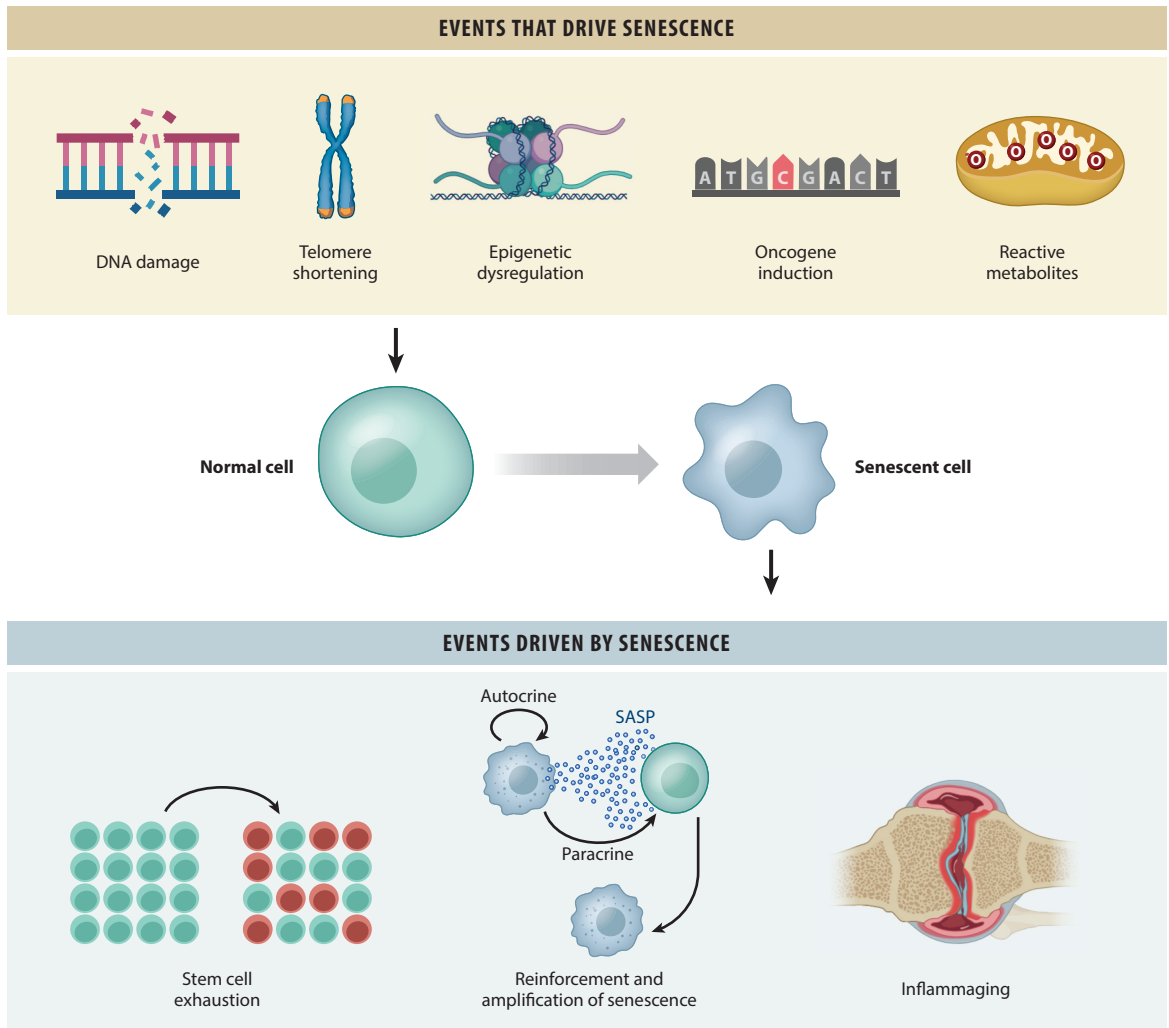 EVENTS THAT DRIVE SENESCENCE
A T G C G A C T
O O O O O
DNA damage
Telomere
shortening
Epigenetic
dysregulation
Oncogene
induction
Reactive
metabolites
Normal cell
Senescent cell
EVENTS DRIVEN BY SENESCENCE
Autocrine
SASP
Paracrine
Stem cell
exhaustion
Reinforcement and
amplification of senescence
Inflammaging